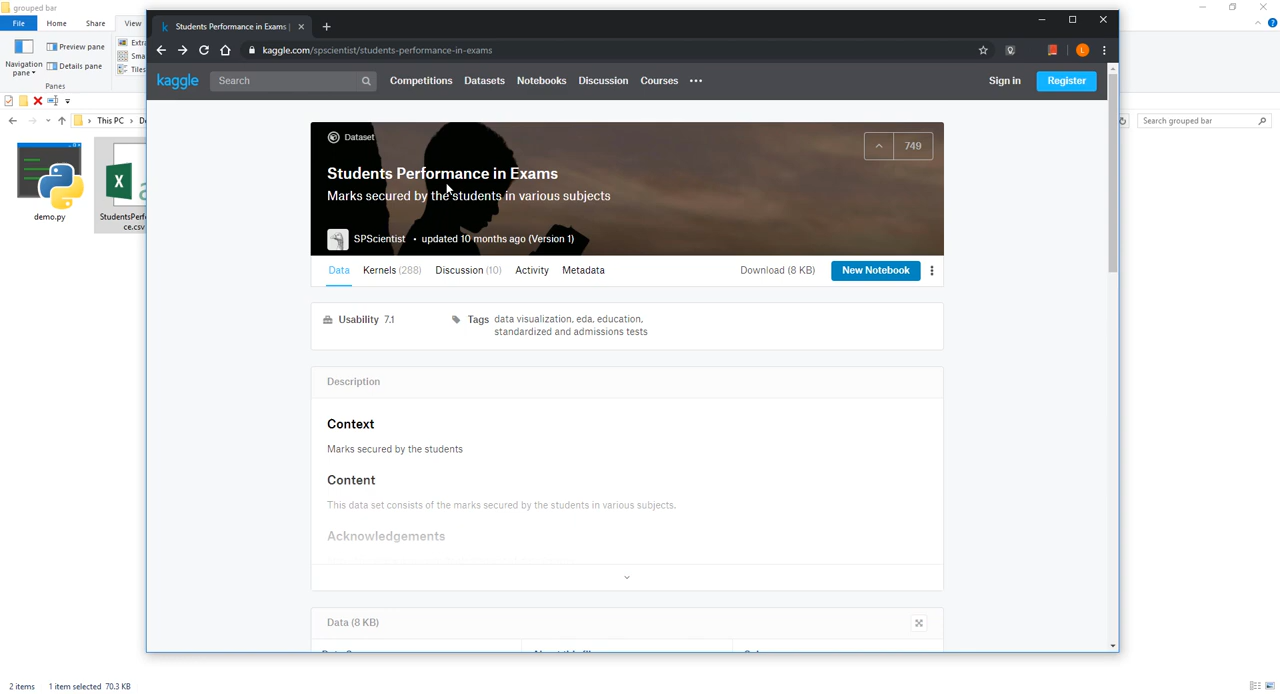 grouped bar
File Home Share View
Navigation pane
Preview pane
Details pane
Panes
This PC
Search grouped bar
demo.py
StudentsPerf
ce.csv
2 items 1 item selected 70.3 KB
Students Performance in Exams |
kaggle.com/spscientist/students-performance-in-exams
kaggle Search Competitions Datasets Notebooks Discussion Courses ••• Sign in Register
Dataset
749
Students Performance in Exams
Marks secured by the students in various subjects
SPScientist • updated 10 months ago (Version 1)
Data Kernels (288) Discussion (10) Activity Metadata Download (8 KB) New Notebook
Usability 7.1 Tags data visualization, eda, education,
standardized and admissions tests
Description
Context
Marks secured by the students
Content
This data set consists of the marks secured by the students in various subjects.
Acknowledgements
Data (8 KB)